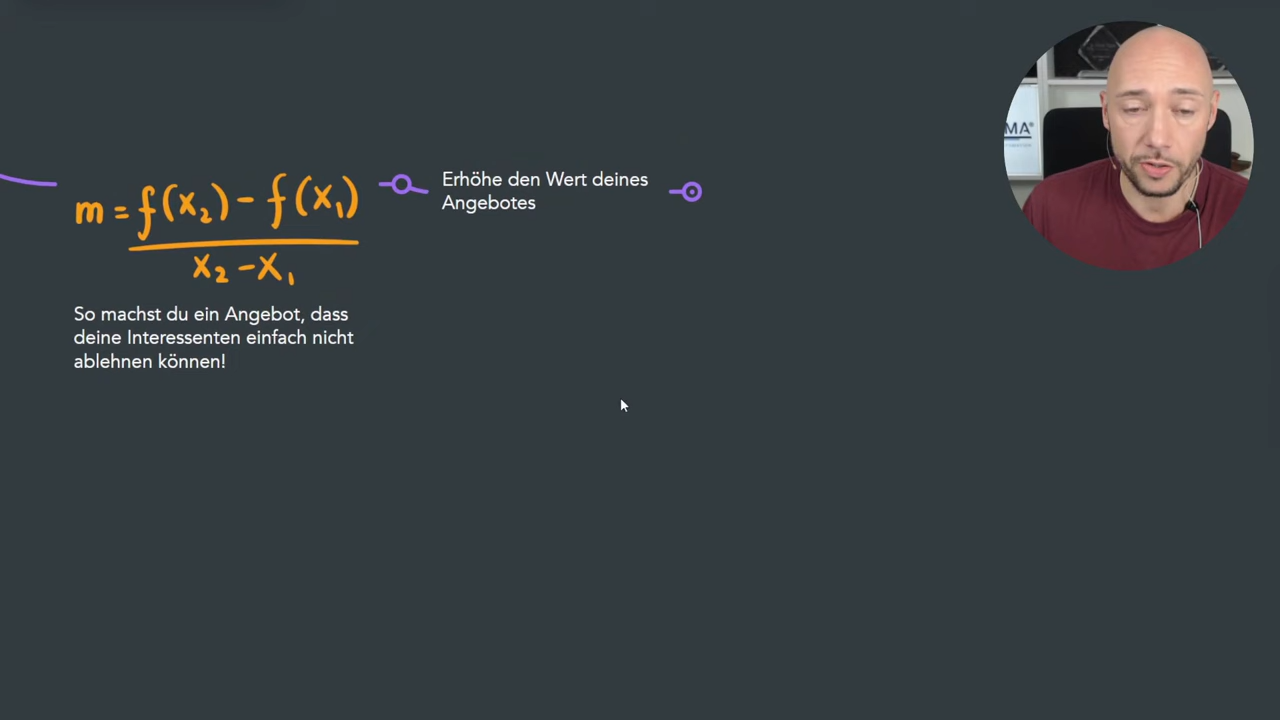 m = f(x₂) - f(x₁)
x₂ - x₁
So machst du ein Angebot, dass
deine Interessenten einfach nicht
ablehnen können!
Erhöhe den Wert deines
Angebotes
MA®